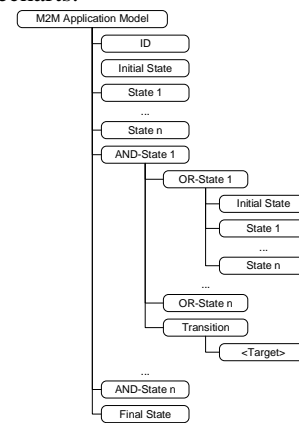 M2M Application Model
ID
Initial State
State 1
...
State n
AND-State 1
OR-State 1
Initial State
State 1
...
State n
...
OR-State n
Transition
<Target>
...
AND-State n
Final State